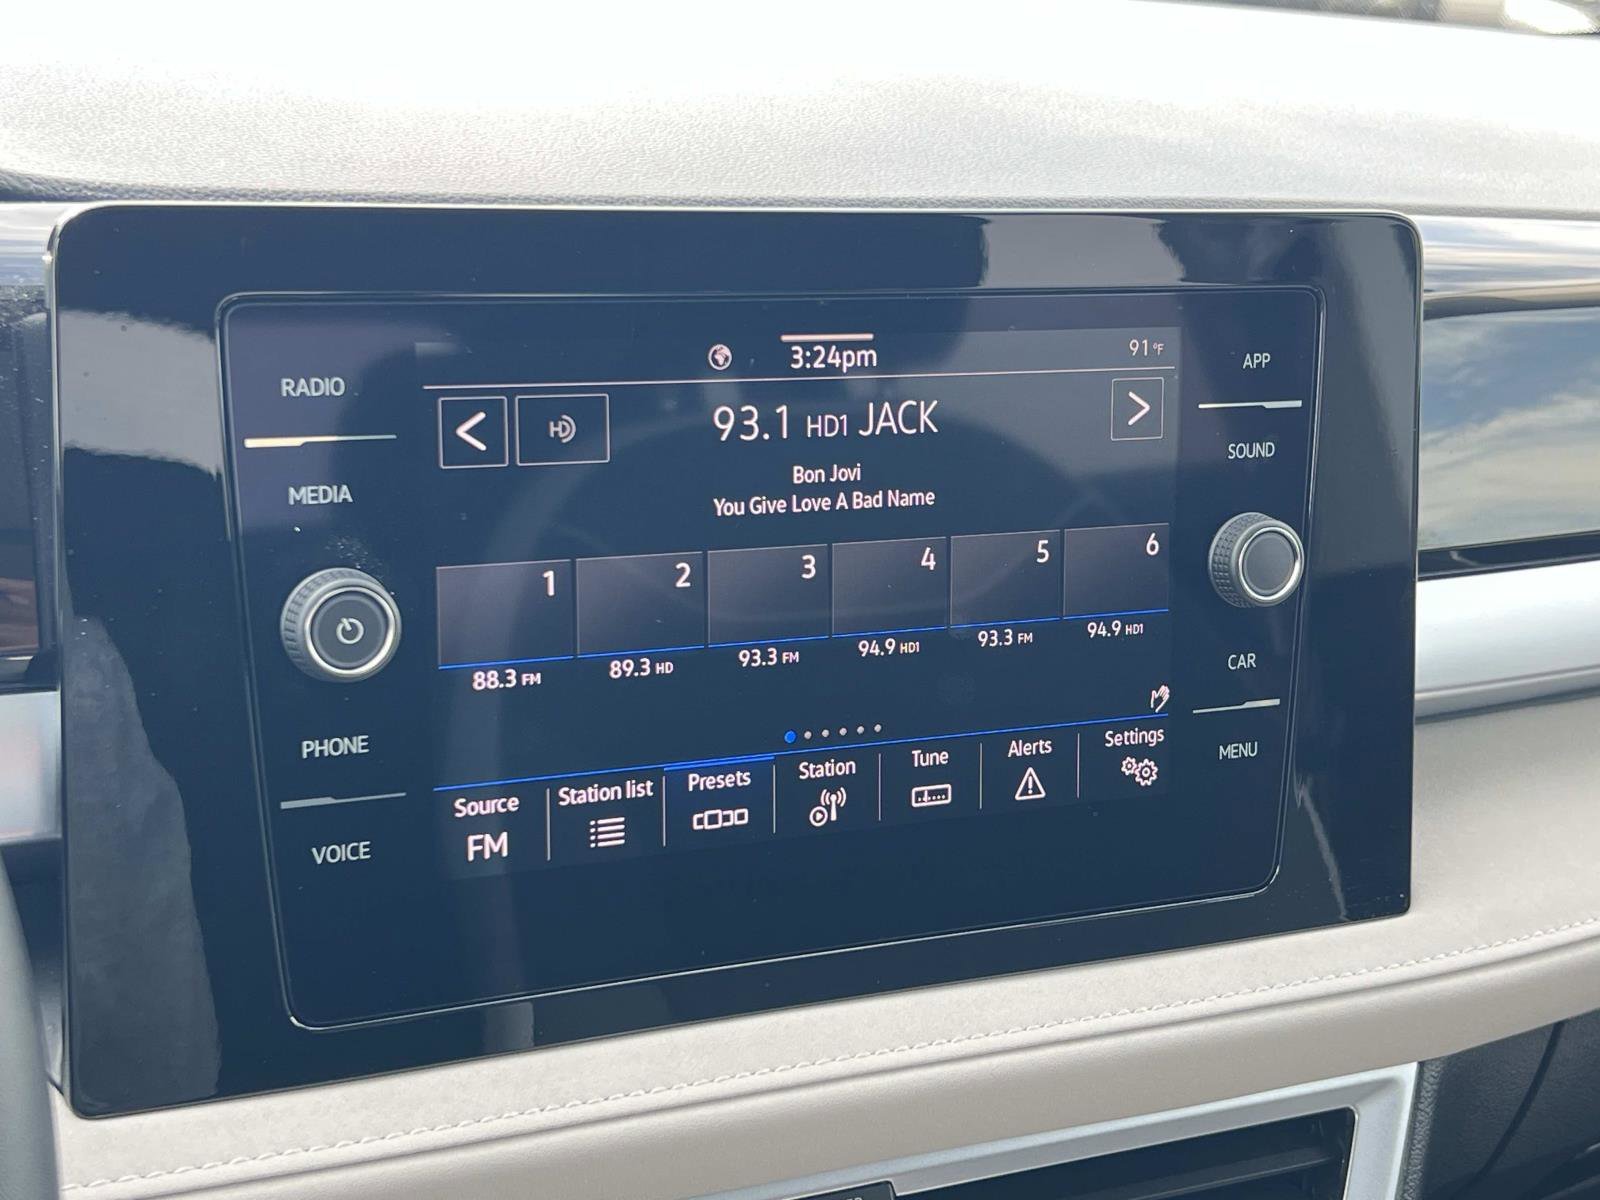 RADIO
MEDIA
PHONE
VOICE
3:24pm
91°F
HD
93.1 HD1 JACK
Bon Jovi
You Give Love A Bad Name
1
2
3
4
5
6
88.3 FM
89.3 HD
93.3 FM
94.9 HD1
93.3 FM
94.9 HD1
Source
FM
Station list
Presets
Station
Tune
Alerts
Settings
APP
SOUND
CAR
MENU